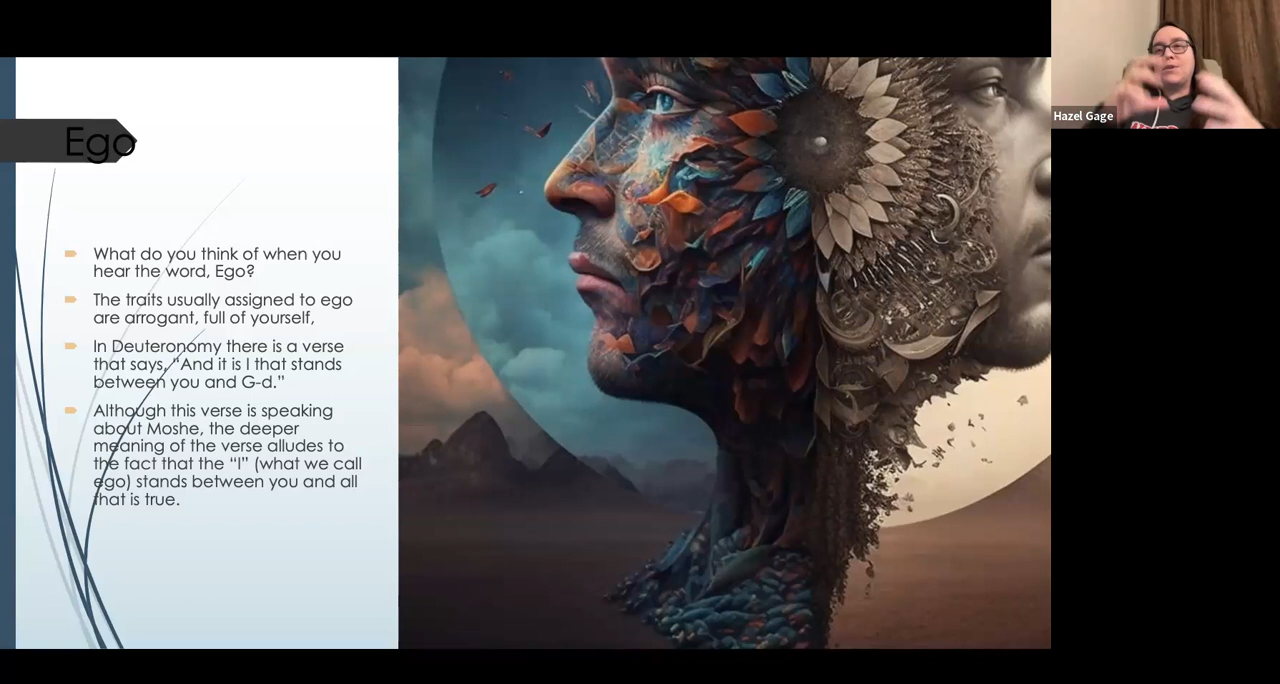 Ego
What do you think of when you
hear the word, Ego?
The traits usually assigned to ego
are arrogant, full of yourself,
In Deuteronomy there is a verse
that says, “And it is I that stands
between you and G-d.”
Although this verse is speaking
about Moshe, the deeper
meaning of the verse alludes to
the fact that the “I” (what we call
ego) stands between you and all
that is true.
Hazel Gage